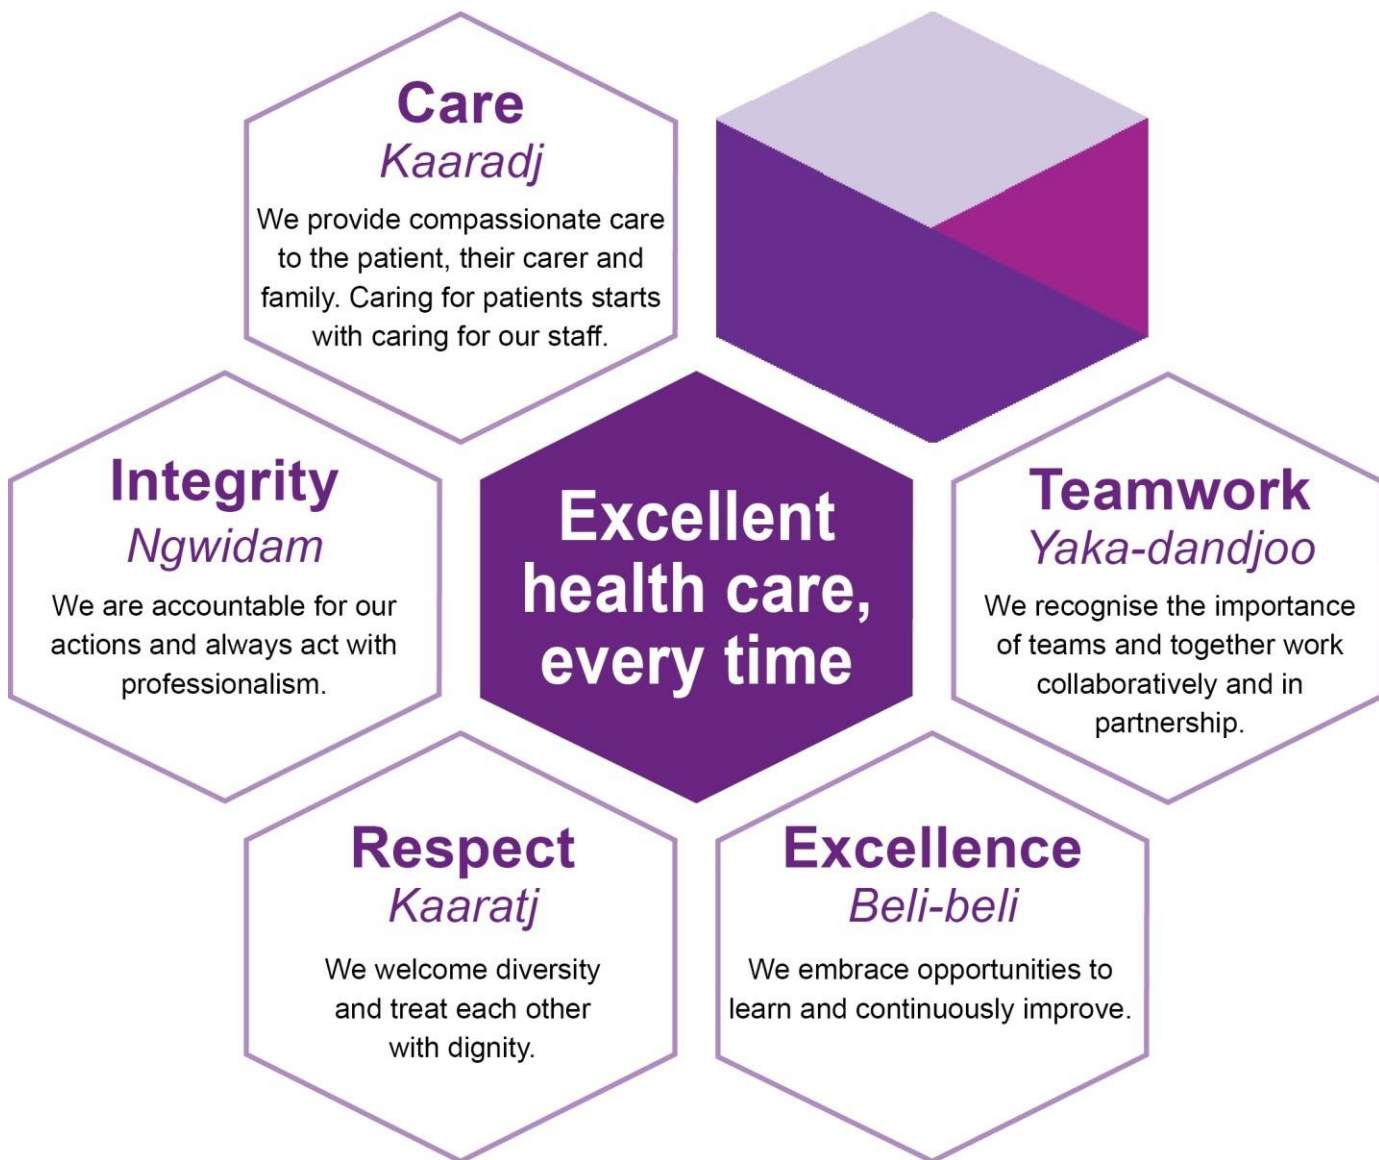 Care
Kaaradj
We provide compassionate care
to the patient, their carer and
family. Caring for patients starts
with caring for our staff.
Integrity
Ngwidam
We are accountable for our
actions and always act with
professionalism.
Excellent
health care,
every time
Teamwork
Yaka-dandjoo
We recognise the importance
of teams and together work
collaboratively and in
partnership.
Respect
Kaaratj
We welcome diversity
and treat each other
with dignity.
Excellence
Beli-beli
We embrace opportunities to
learn and continuously improve.